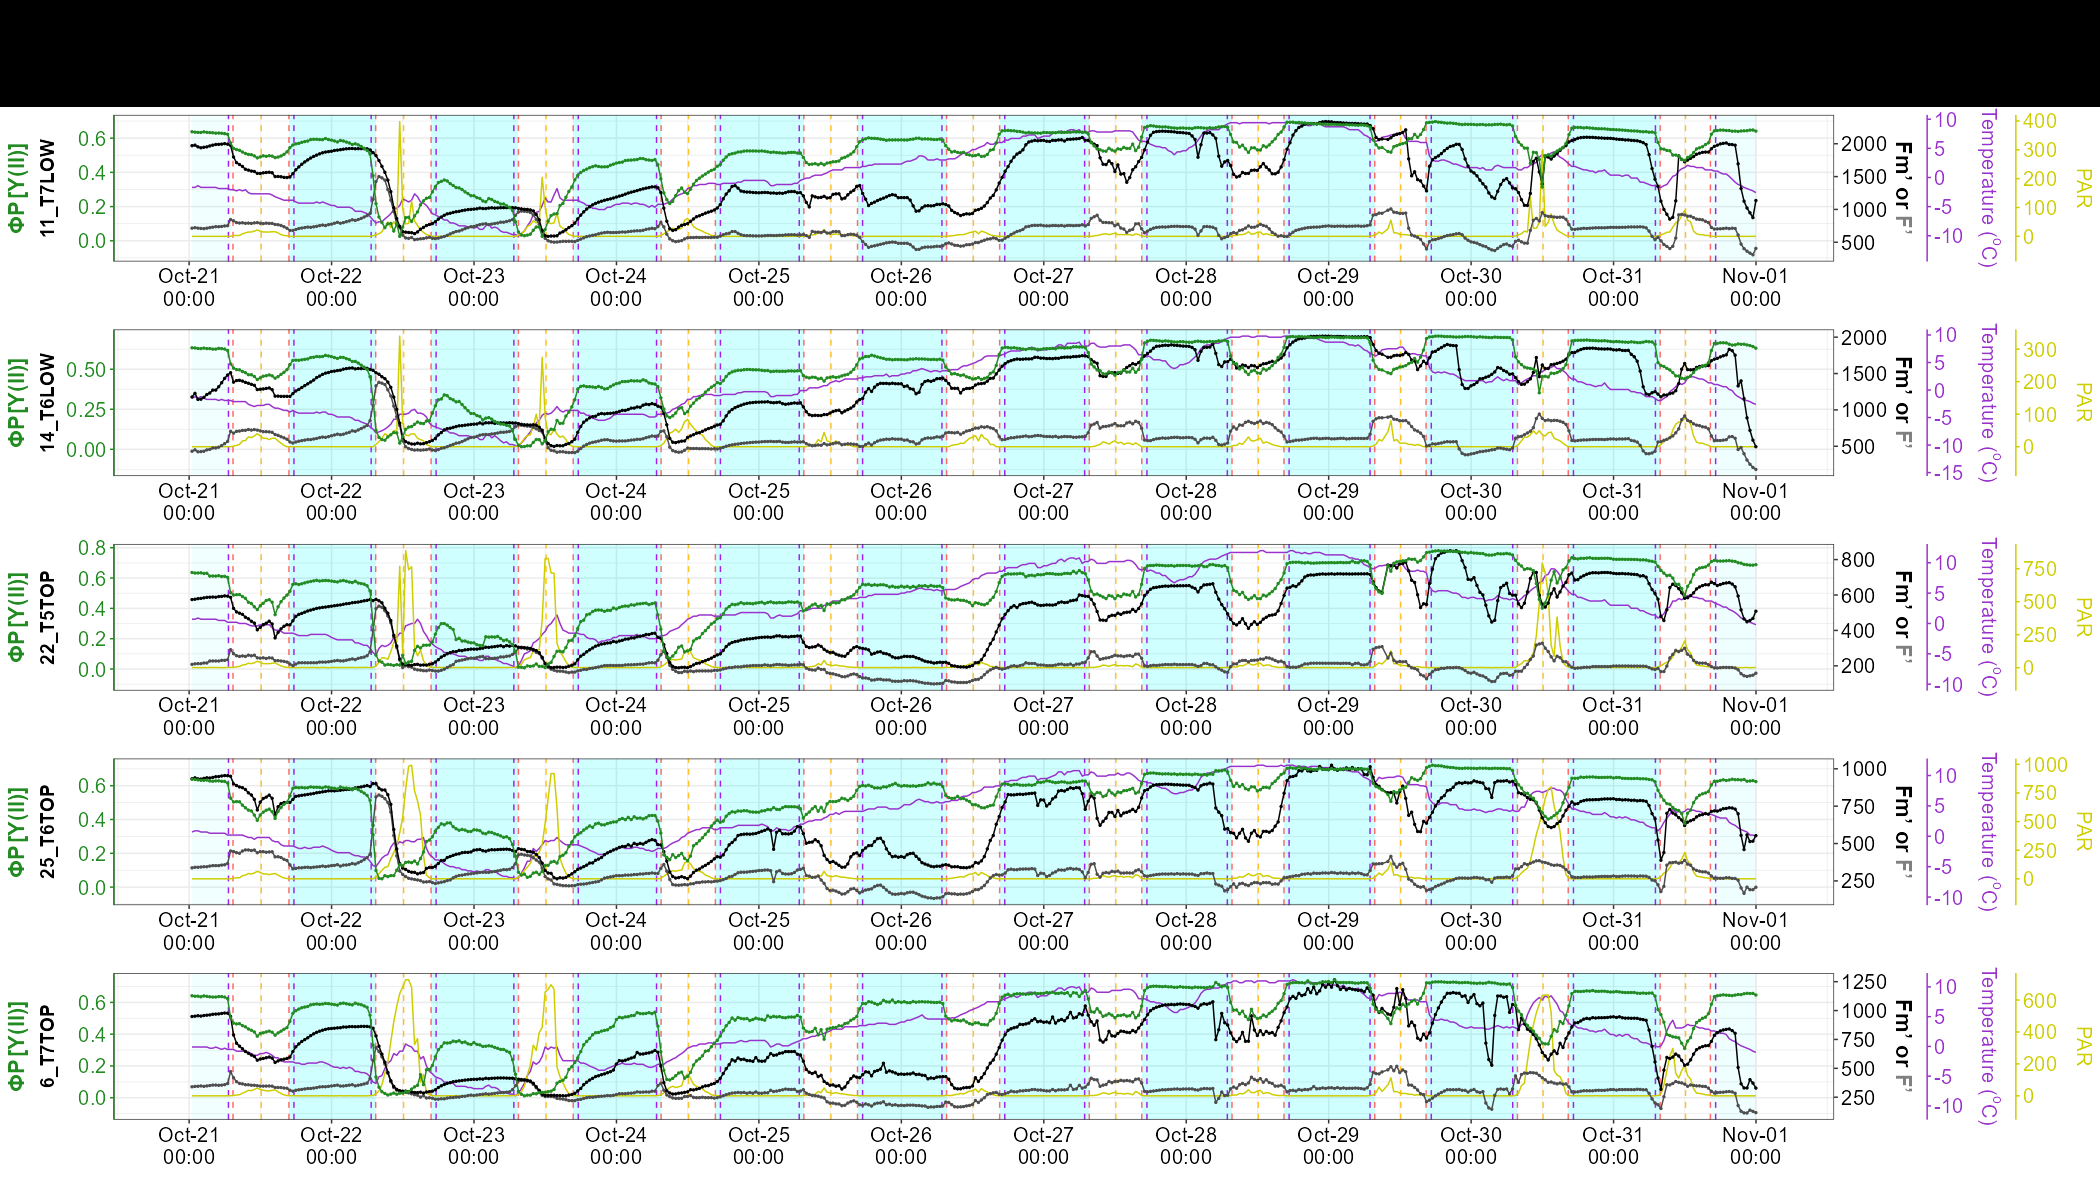 ΦP[Y(II)]
11_T7LOW
0.6
0.4
0.2
0.0
Oct-21 Oct-22 Oct-23 Oct-24 Oct-25 Oct-26 Oct-27 Oct-28 Oct-29 Oct-30 Oct-31 Nov-01
00:00 00:00 00:00 00:00 00:00 00:00 00:00 00:00 00:00 00:00 00:00 00:00
2000
1500
1000
500
Fm' or F'
10
5
0
-5
-10
Temperature (⁰C)
400
300
200
100
0
PAR
ΦP[Y(II)]
14_T6LOW
0.50
0.25
0.00
Oct-21 Oct-22 Oct-23 Oct-24 Oct-25 Oct-26 Oct-27 Oct-28 Oct-29 Oct-30 Oct-31 Nov-01
00:00 00:00 00:00 00:00 00:00 00:00 00:00 00:00 00:00 00:00 00:00 00:00
2000
1500
1000
500
Fm' or F'
10
5
0
-5
-10
-15
Temperature (⁰C)
300
200
100
0
PAR
ΦP[Y(II)]
22_T5TOP
0.8
0.6
0.4
0.2
0.0
Oct-21 Oct-22 Oct-23 Oct-24 Oct-25 Oct-26 Oct-27 Oct-28 Oct-29 Oct-30 Oct-31 Nov-01
00:00 00:00 00:00 00:00 00:00 00:00 00:00 00:00 00:00 00:00 00:00 00:00
800
600
400
200
Fm' or F'
10
5
0
-5
-10
Temperature (⁰C)
750
500
250
0
PAR
ΦP[Y(II)]
25_T6TOP
0.6
0.4
0.2
0.0
Oct-21 Oct-22 Oct-23 Oct-24 Oct-25 Oct-26 Oct-27 Oct-28 Oct-29 Oct-30 Oct-31 Nov-01
00:00 00:00 00:00 00:00 00:00 00:00 00:00 00:00 00:00 00:00 00:00 00:00
1000
750
500
250
Fm' or F'
10
5
0
-5
-10
Temperature (⁰C)
1000
750
500
250
0
PAR
ΦP[Y(II)]
6_T7TOP
0.6
0.4
0.2
0.0
Oct-21 Oct-22 Oct-23 Oct-24 Oct-25 Oct-26 Oct-27 Oct-28 Oct-29 Oct-30 Oct-31 Nov-01
00:00 00:00 00:00 00:00 00:00 00:00 00:00 00:00 00:00 00:00 00:00 00:00
1250
1000
750
500
250
Fm' or F'
10
5
0
-5
-10
Temperature (⁰C)
600
400
200
0
PAR